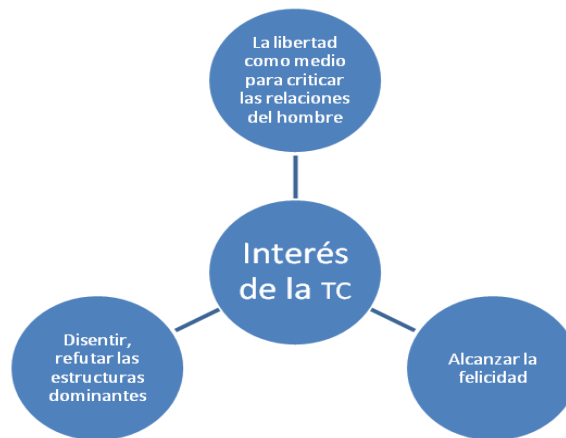 La libertad
como medio
para criticar
las relaciones
del hombre
Interés
de la TC
Disentir,
refutar las
estructuras
dominantes
Alcanzar la
felicidad